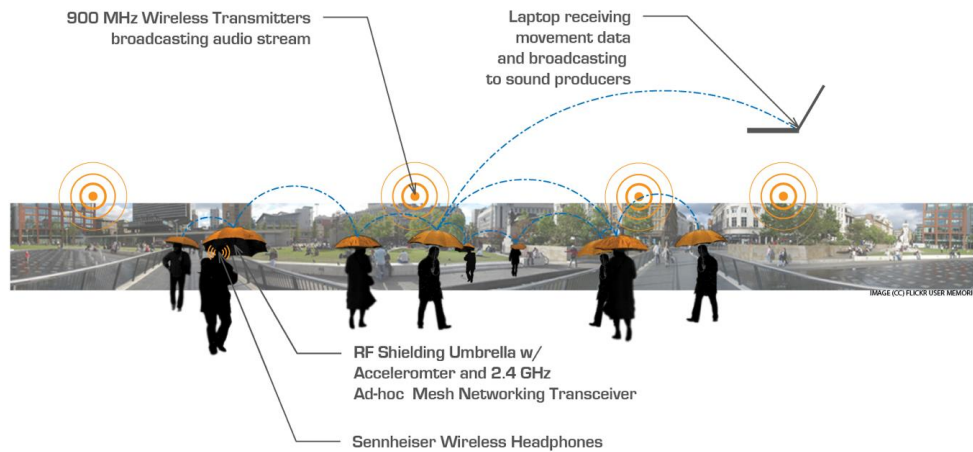 900 MHz Wireless Transmitters
broadcasting audio stream
Laptop receiving
movement data
and broadcasting
to sound producers
IMAGE (CC) FLICKR USER MEMORI
RF Shielding Umbrella w/
Acceleromter and 2.4 GHz
Ad-hoc Mesh Networking Transceiver
Sennheiser Wireless Headphones